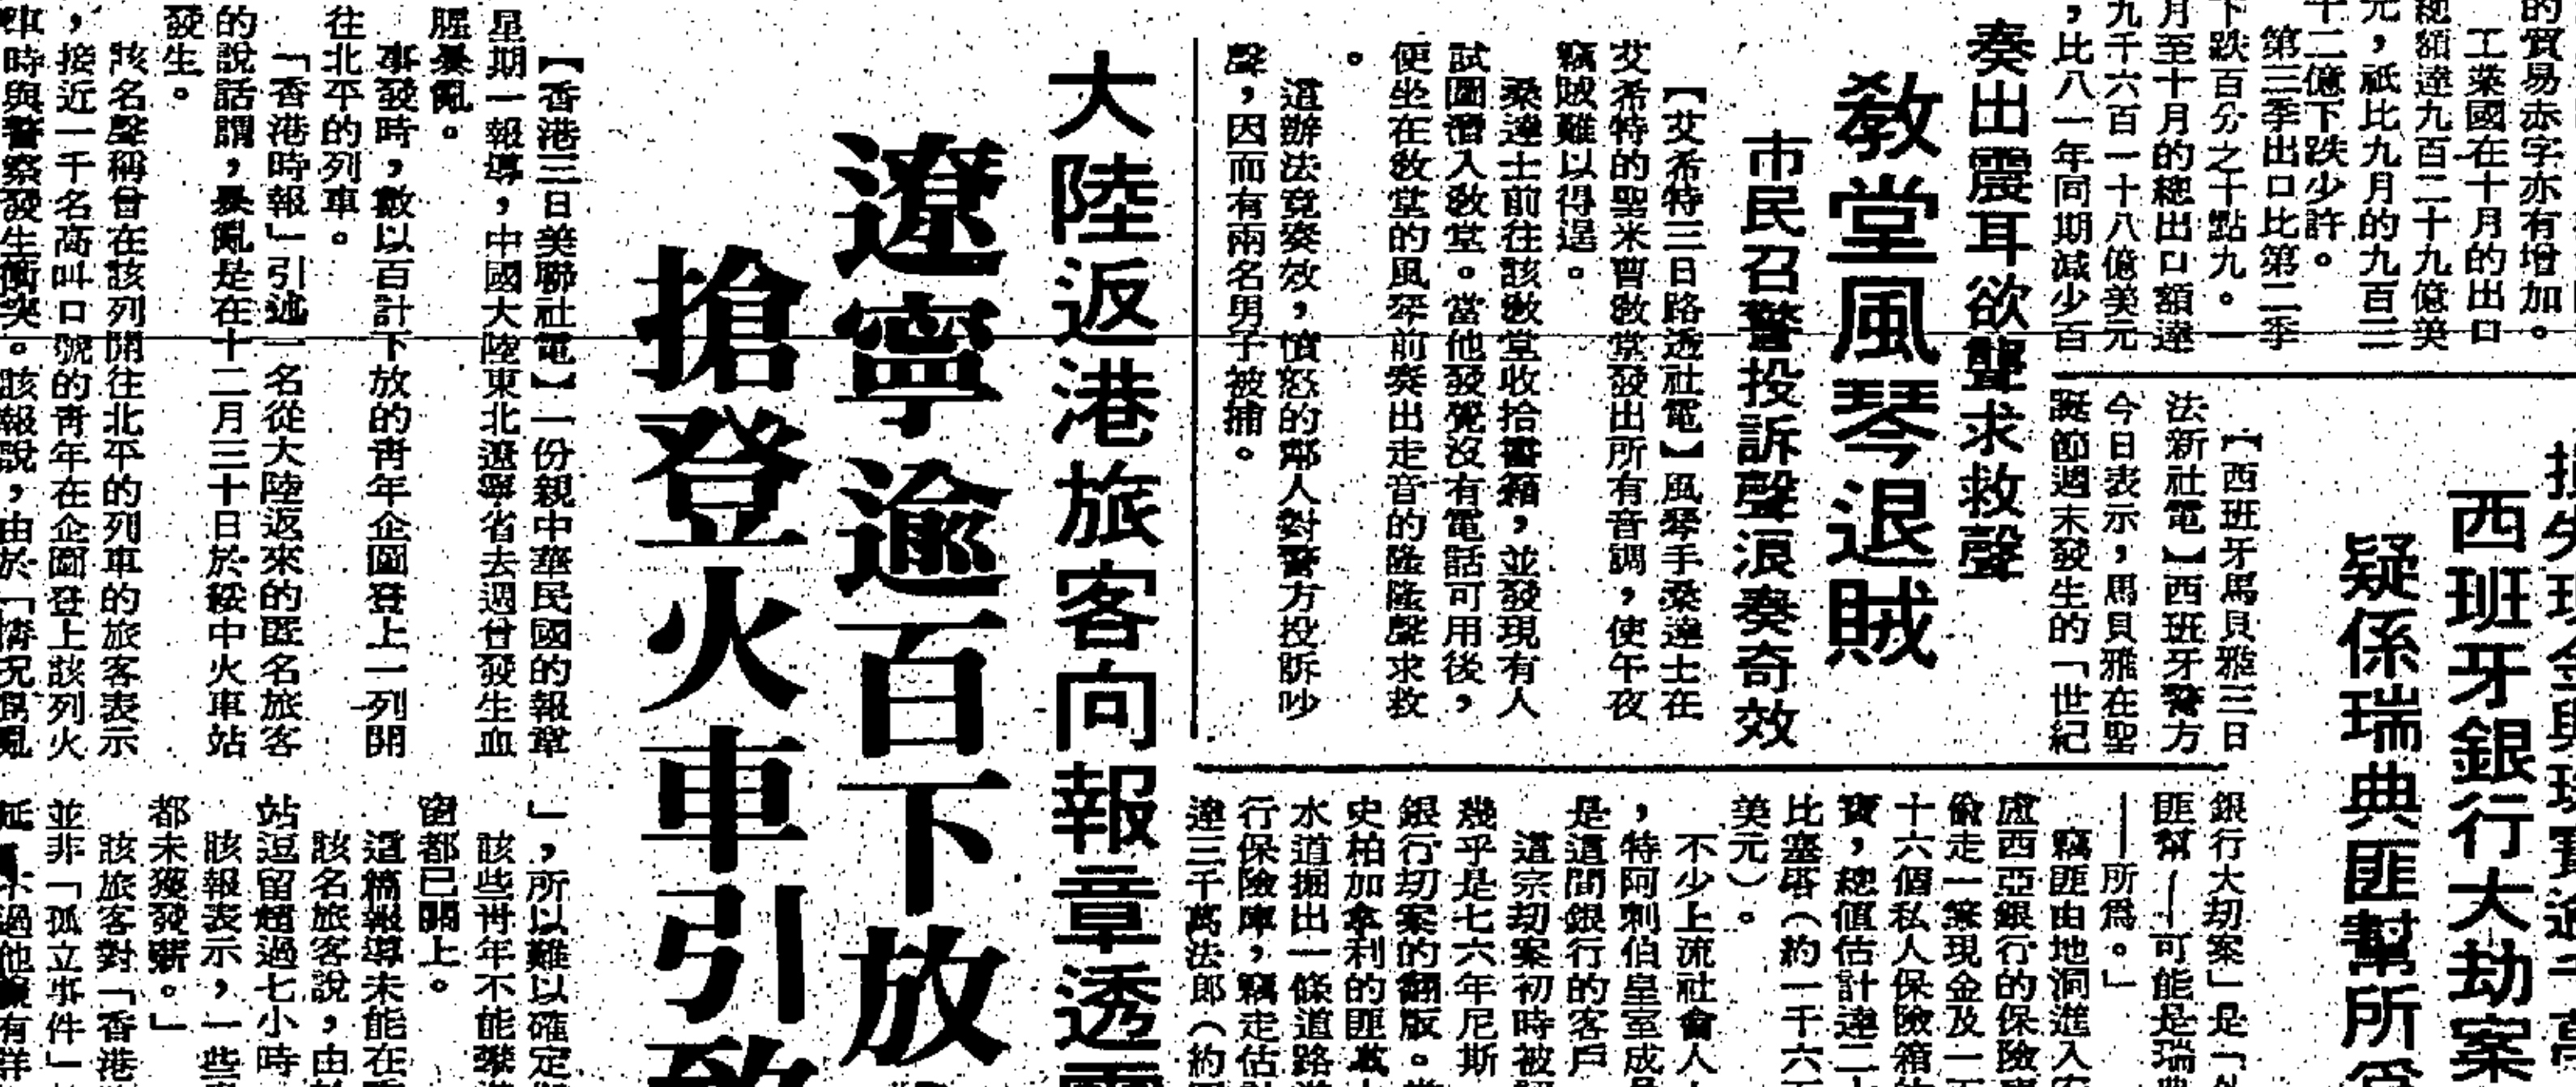 的貿易赤字亦有增加。
工業國在十月的出口
總額達九百二十九億美
元，祇比九月的九百二
十二億下跌少許。
第三季出口比第二季
下跌百分之十點九。一
月至十月的總出口額達
九千六百一十八億美元
，比八一年同期減少百
奏出震耳欲聾求救聲
教堂風琴退賊
市民召警投訴聲浪奏奇效
【艾希特三日路透社電】風琴手桑達士在
艾希特的聖米曹教堂發出所有音調，使午夜
竊賊難以得逞。
桑達士前往該教堂收拾書箱，並發現有人
試圖潛入教堂。當他發覺沒有電話可用後，
便坐在教堂的風琴前奏出走音的隆隆聲求救
。
這辦法竟奏效，憤怒的鄰人對警方投訴吵
聲，因而有兩名男子被捕。
西班牙銀行大劫案
疑係瑞典匪幫所
【西班牙馬貝雅三日
法新社電】西班牙警方
今日表示，馬貝雅在聖
誕節週末發生的「世紀
銀行大劫案」是「
匪幫——可能是瑞典
——所為。」
竊匪由地洞進入安
盧西亞銀行的保險庫
偷走一筆現金及一百
十六個私人保險箱的
寶，總值估計達二十
比塞塔（約一千六百
美元）。
不少上流社會人
，特阿剌伯皇室成員
是這間銀行的客戶
這宗劫案初時被認
幾乎是七六年尼斯
銀行切案的翻版。當
史柏加拿利的匪
水道掘出一條道路
行保險庫，竊走估計
達三千萬法郎（約
大陸返港旅客向報章透露
遼寧逾百下放
搶登火車引致
【香港三日美聯社電】一份親中華民國的報章
星期一報導，中國大陸東北遼寧省去週曾發生血
腥暴亂。
事發時，數以百計下放的青年企圖登上一列開
往北平的列車。
「香港時報」引述一名從大陸返來的匿名旅客
的說話謂，暴亂是在十二月三十日於綏中火車站
發生。
該名聲稱曾在該列開往北平的列車的旅客表示
，接近一千名高叫口號的青年在企圖登上該列火
車時與警察發生衝突。該報說，由於「情況混亂
」，所以難以確定
該些青年不能攀
窗都已關上。
這篇報導未能在
該名旅客說，由於
站逗留超過七小時
該報表示，一些
都未獲發薪。」
該旅客對「香港
並非「孤立事件」